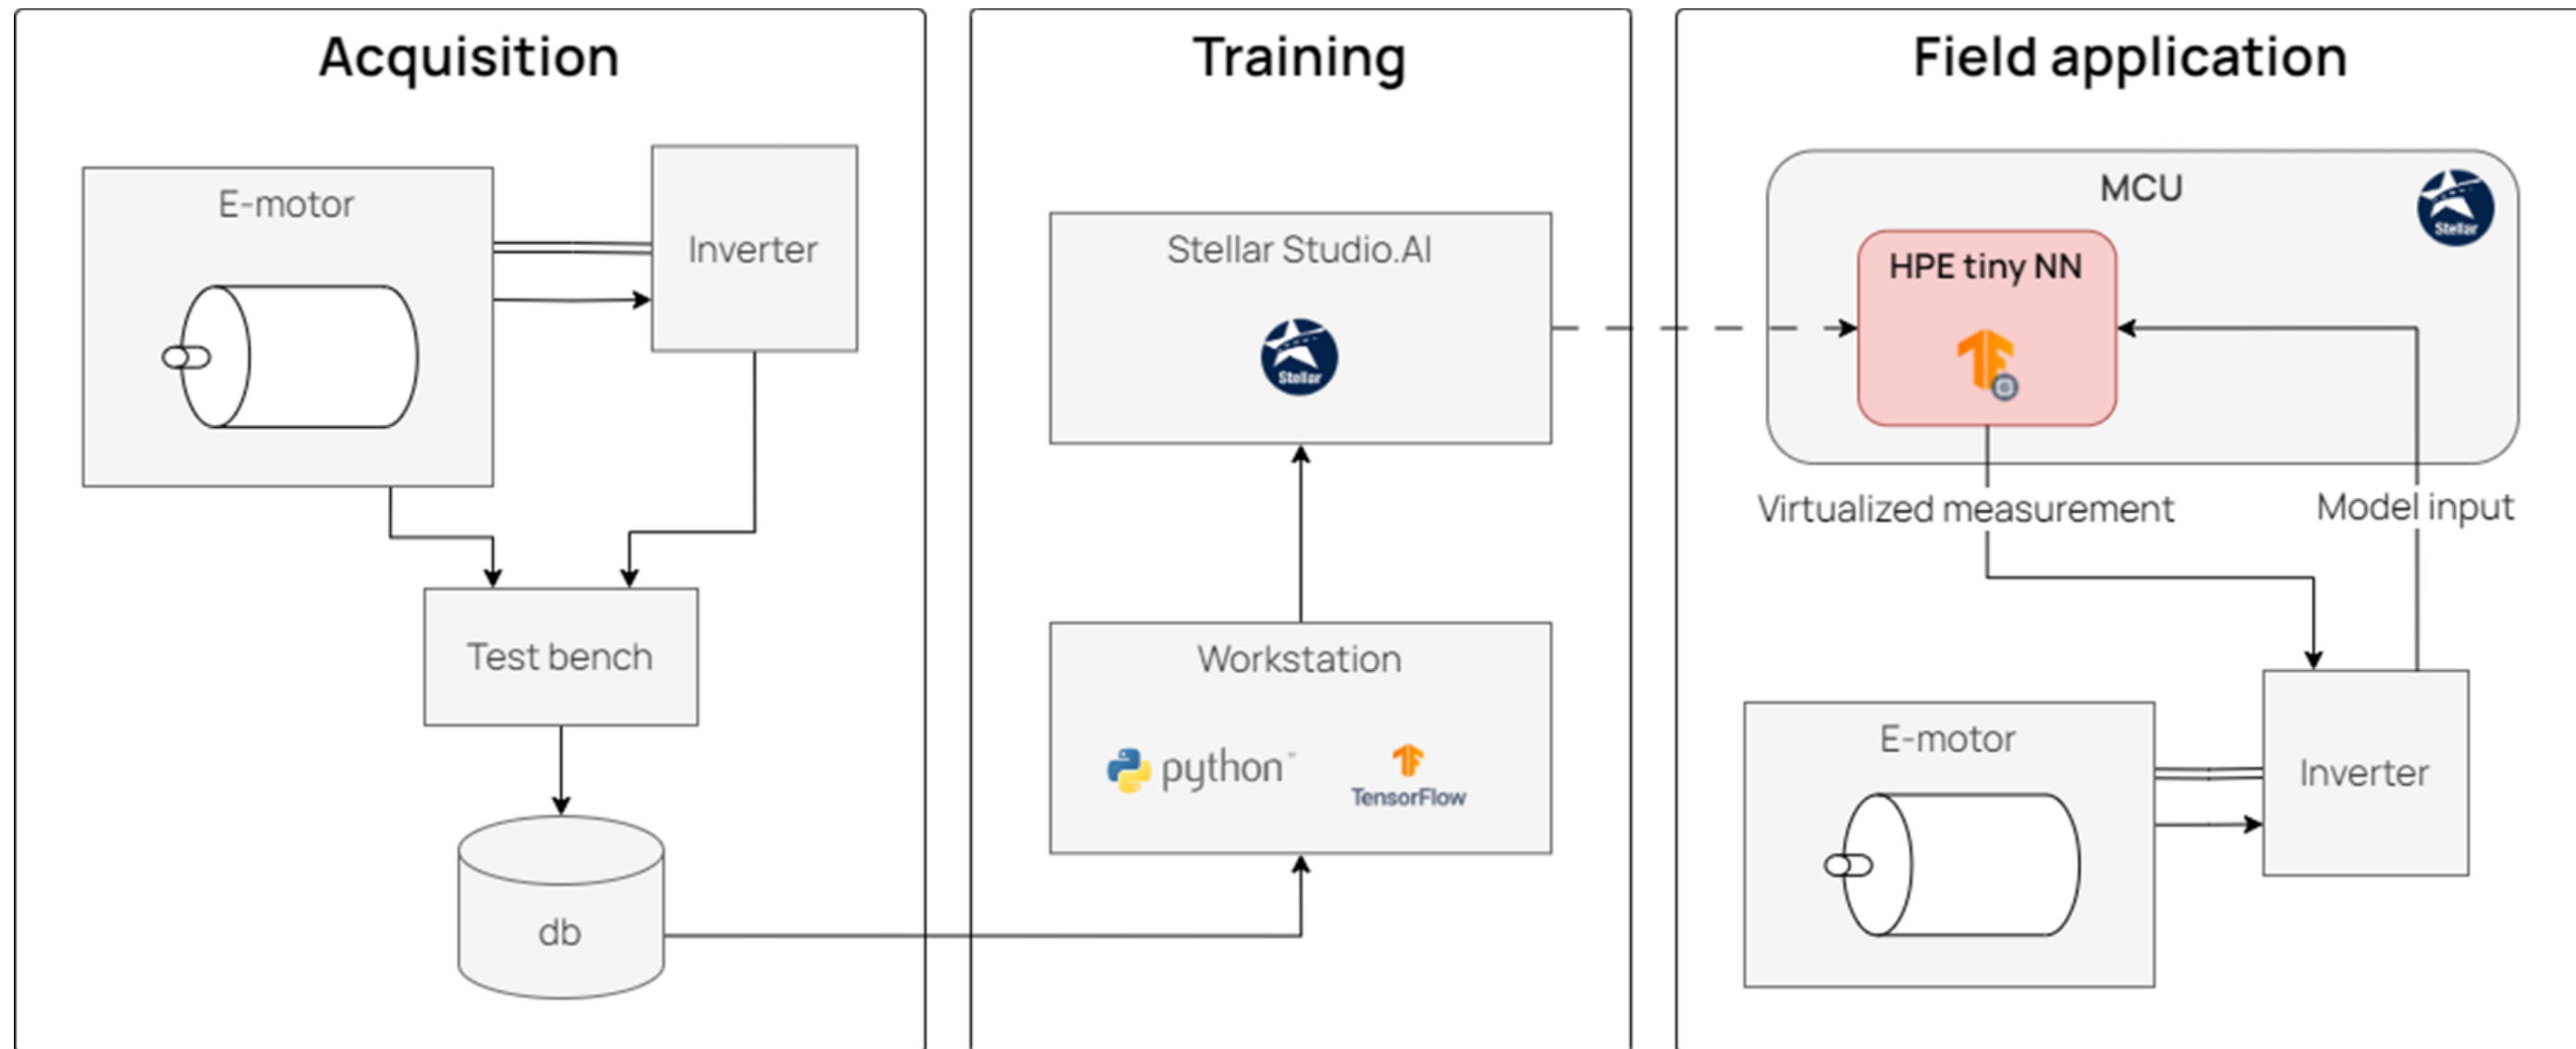 Acquisition
E-motor
Inverter
Test bench
db
Training
Stellar Studio.AI
Stellar
Workstation
python™
TensorFlow
Field application
MCU
Stellar
HPE tiny NN
Virtualized measurement
Model input
E-motor
Inverter